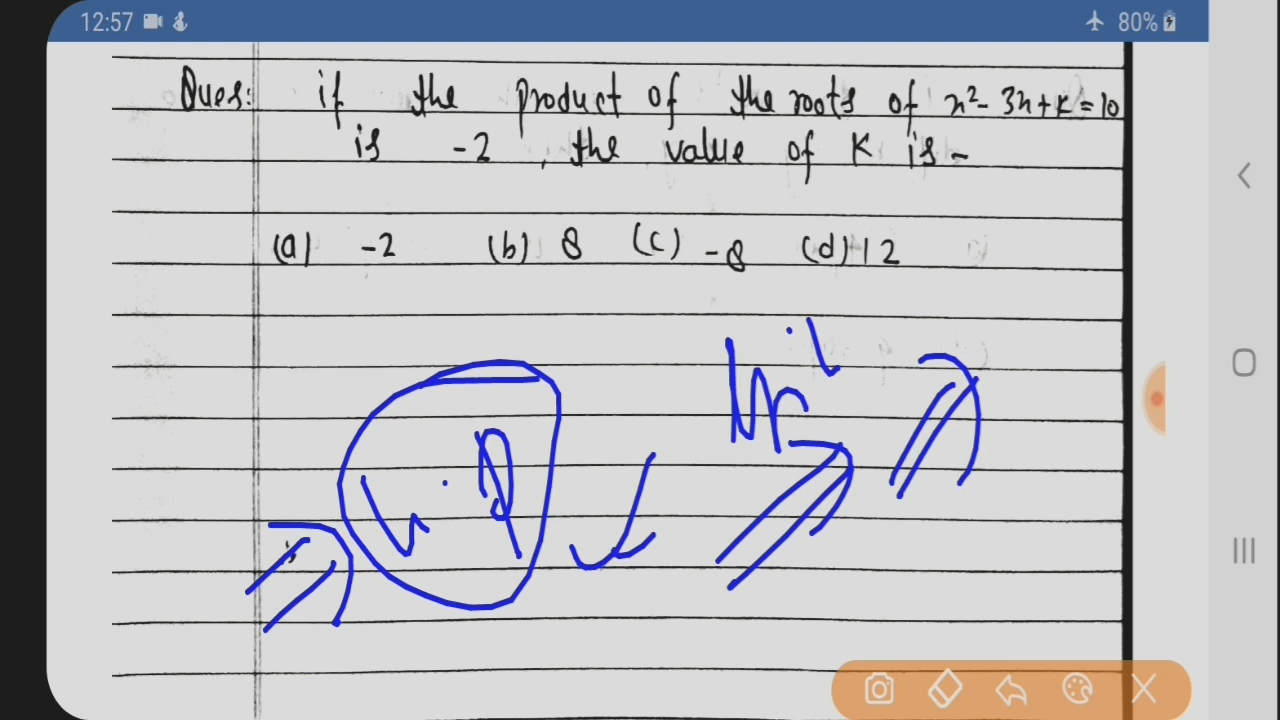 12:57
80%
Ques: if the product of the roots of x²- 3x+K=10
is -2, the value of K is-
(a) -2 (b) 8 (c) -8 (d) 12